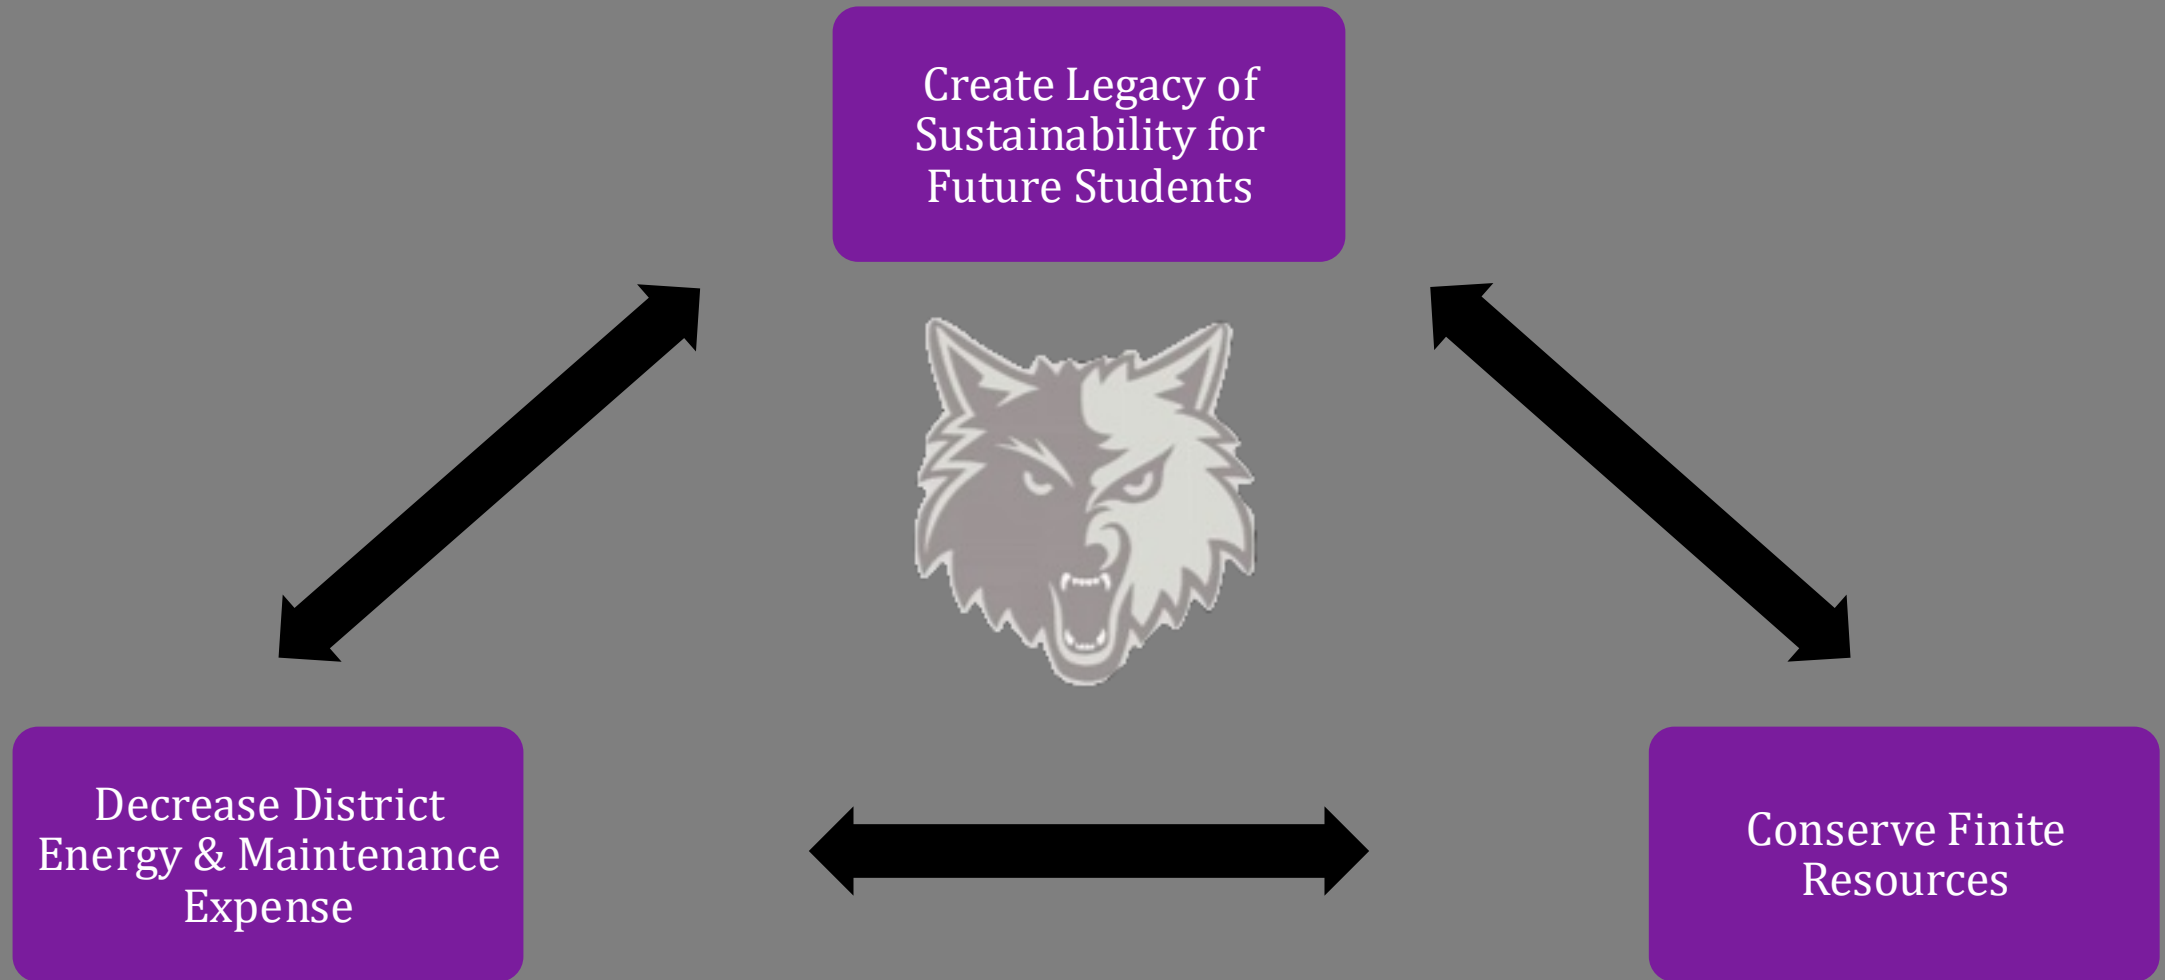 Create Legacy of
Sustainability for
Future Students
Decrease District
Energy & Maintenance
Expense
Conserve Finite
Resources